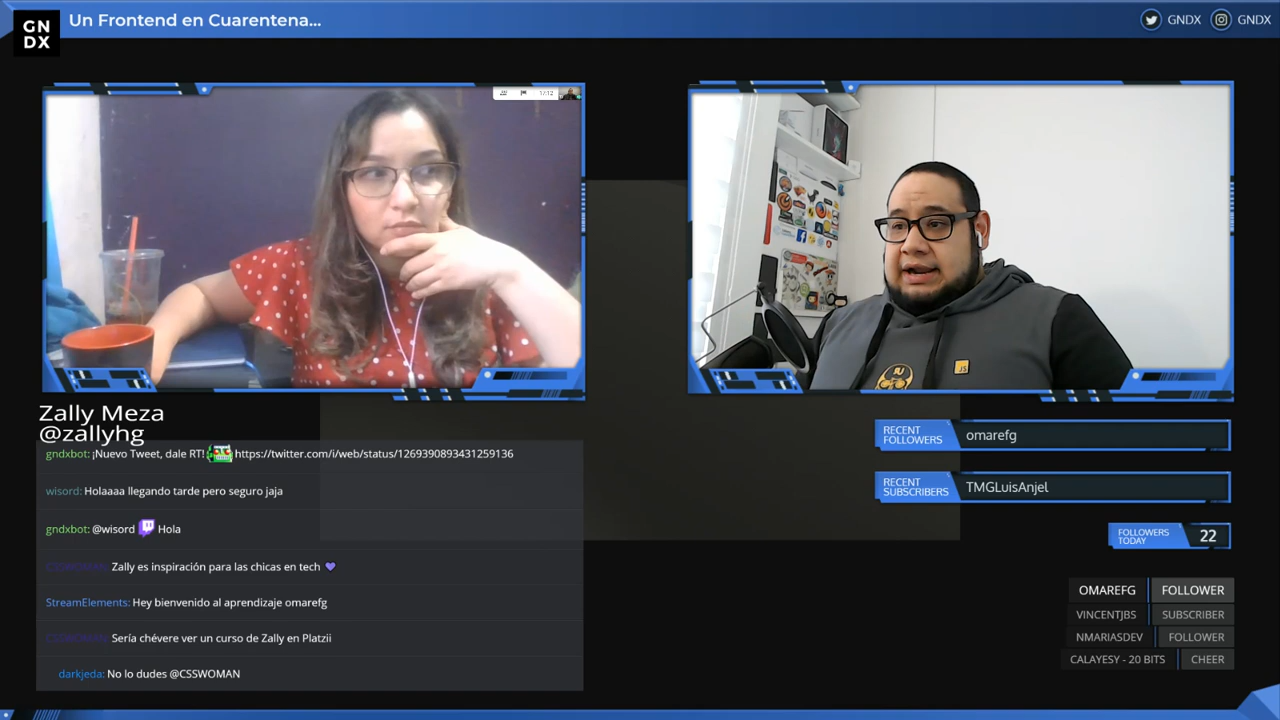 GN
DX
Un Frontend en Cuarentena...
GNDX
GNDX
17:12
JS
Zally Meza
@zallyhg
gndxbot: ¡Nuevo Tweet, dale RT! https://twitter.com/i/web/status/1269390893431259136
wisord: Holaaaa llegando tarde pero seguro jaja
gndxbot: @wisord Hola
CSSWOMAN: Zally es inspiración para las chicas en tech 💜
StreamElements: Hey bienvenido al aprendizaje omarefg
CSSWOMAN: Sería chévere ver un curso de Zally en Platzii
darkjeda: No lo dudes @CSSWOMAN
RECENT
FOLLOWERS
omarefg
RECENT
SUBSCRIBERS
TMGLuisAnjel
FOLLOWERS
TODAY
22
OMAREFG FOLLOWER
VINCENTJBS SUBSCRIBER
NMARIASDEV FOLLOWER
CALAYESY - 20 BITS CHEER